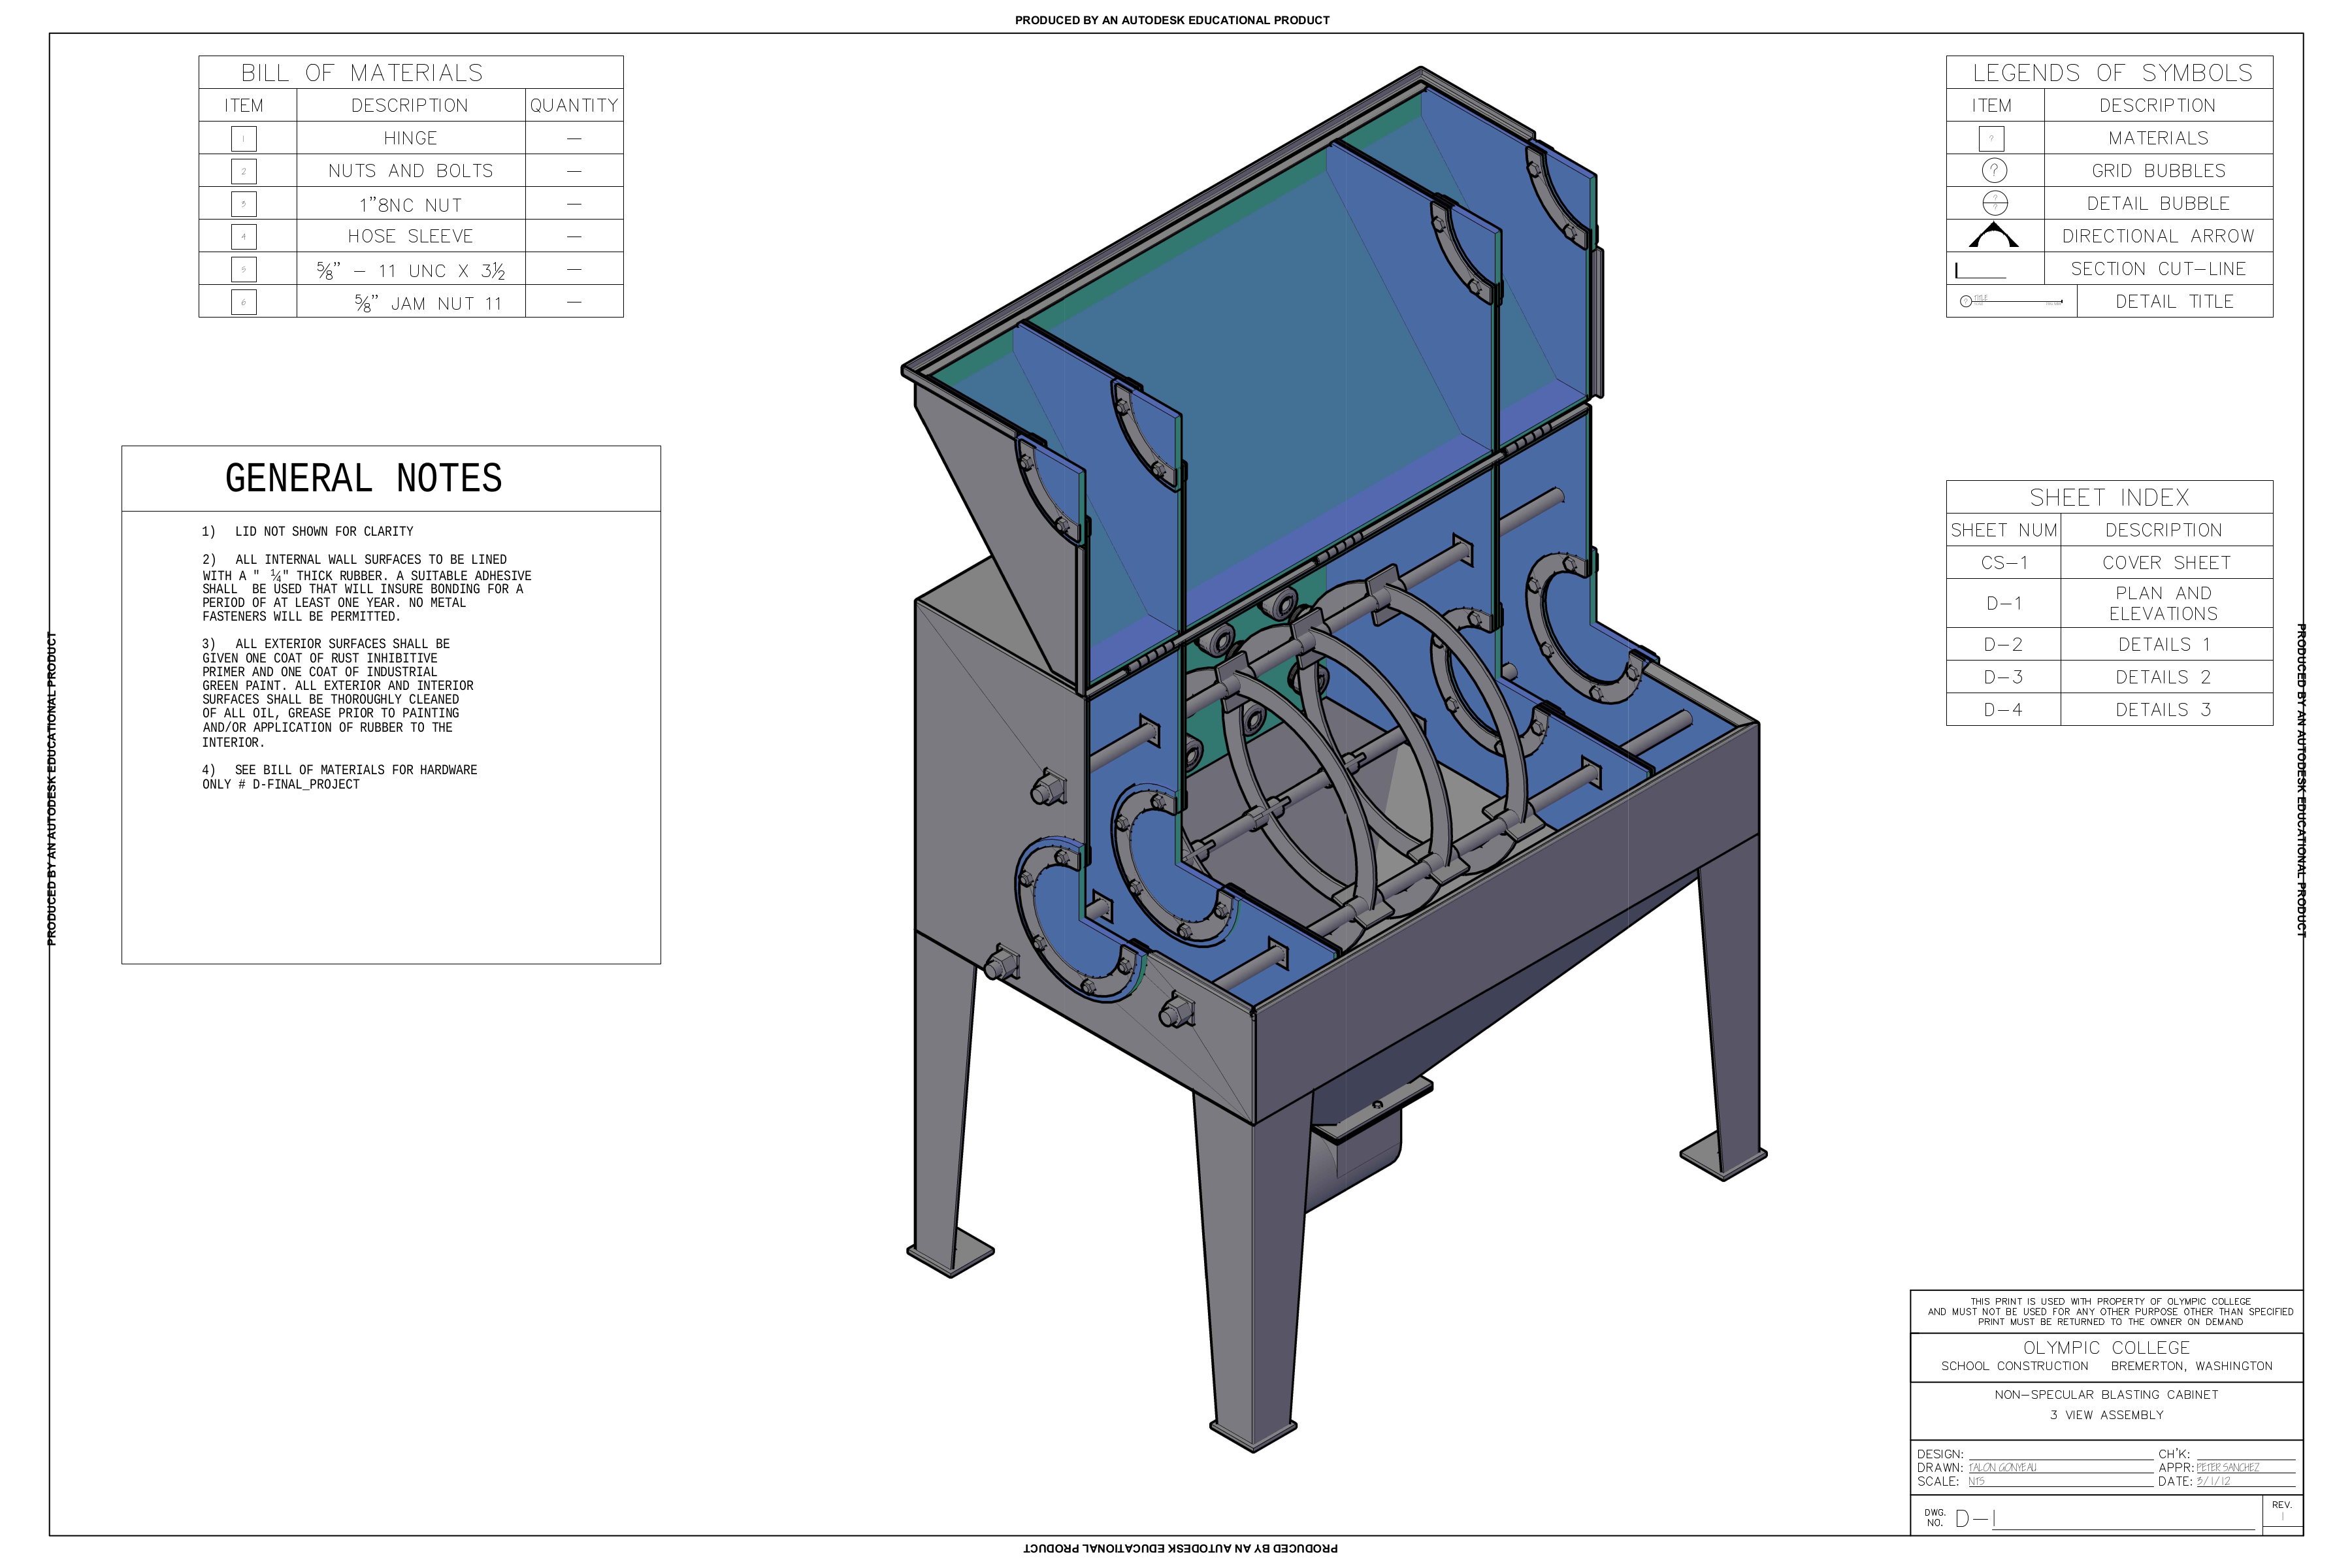 PRODUCED BY AN AUTODESK EDUCATIONAL PRODUCT
BILL OF MATERIALS
ITEM DESCRIPTION QUANTITY
1 HINGE —
2 NUTS AND BOLTS —
3 1”8NC NUT —
4 HOSE SLEEVE —
5 ⅝” – 11 UNC X 3½ —
6 ⅝” JAM NUT 11 —
LEGENDS OF SYMBOLS
ITEM DESCRIPTION
? MATERIALS
? GRID BUBBLES
? ? DETAIL BUBBLE
DIRECTIONAL ARROW
SECTION CUT–LINE
TITLE DETAIL TITLE
GENERAL NOTES
1) LID NOT SHOWN FOR CLARITY
2) ALL INTERNAL WALL SURFACES TO BE LINED
WITH A " ¼" THICK RUBBER. A SUITABLE ADHESIVE
SHALL BE USED THAT WILL INSURE BONDING FOR A
PERIOD OF AT LEAST ONE YEAR. NO METAL
FASTENERS WILL BE PERMITTED.
3) ALL EXTERIOR SURFACES SHALL BE
GIVEN ONE COAT OF RUST INHIBITIVE
PRIMER AND ONE COAT OF INDUSTRIAL
GREEN PAINT. ALL EXTERIOR AND INTERIOR
SURFACES SHALL BE THOROUGHLY CLEANED
OF ALL OIL, GREASE PRIOR TO PAINTING
AND/OR APPLICATION OF RUBBER TO THE
INTERIOR.
4) SEE BILL OF MATERIALS FOR HARDWARE
ONLY # D-FINAL_PROJECT
SHEET INDEX
SHEET NUM DESCRIPTION
CS–1 COVER SHEET
D–1 PLAN AND
ELEVATIONS
D–2 DETAILS 1
D–3 DETAILS 2
D–4 DETAILS 3
PRODUCED BY AN AUTODESK EDUCATIONAL PRODUCT
PRODUCED BY AN AUTODESK EDUCATIONAL PRODUCT
THIS PRINT IS USED WITH PROPERTY OF OLYMPIC COLLEGE
AND MUST NOT BE USED FOR ANY OTHER PURPOSE OTHER THAN SPECIFIED
PRINT MUST BE RETURNED TO THE OWNER ON DEMAND
OLYMPIC COLLEGE
SCHOOL CONSTRUCTION BREMERTON, WASHINGTON
NON–SPECULAR BLASTING CABINET
3 VIEW ASSEMBLY
DESIGN: CH'K:
DRAWN: TALON GONYEAU APPR: PETER SANCHEZ
SCALE: NTS DATE: 3/1/12
DWG. NO. D–1 REV. 1
PRODUCED BY AN AUTODESK EDUCATIONAL PRODUCT